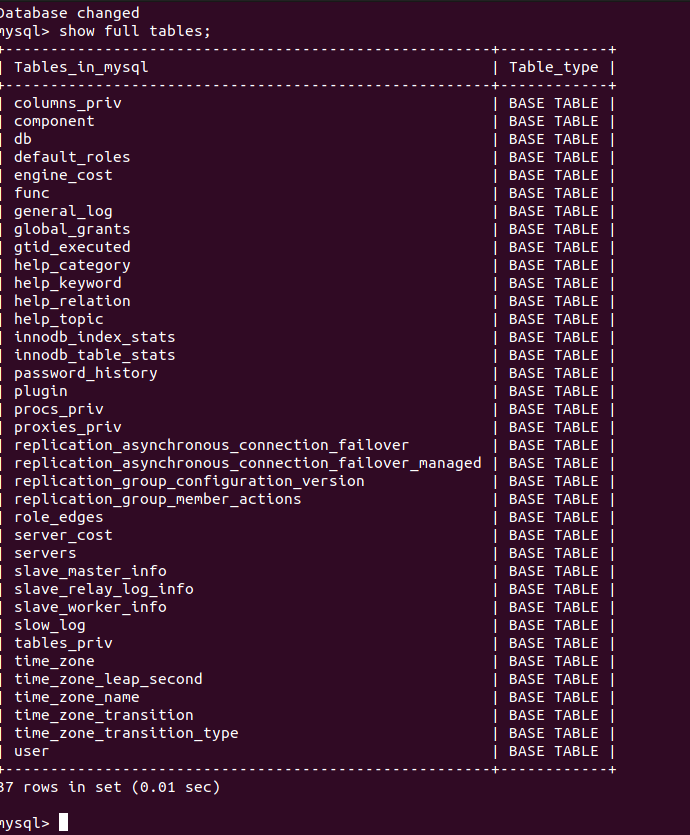 Database changed
mysql> show full tables;
+------------------------------------------------------+------------+
| Tables_in_mysql                                      | Table_type |
+------------------------------------------------------+------------+
| columns_priv                                         | BASE TABLE |
| component                                            | BASE TABLE |
| db                                                   | BASE TABLE |
| default_roles                                        | BASE TABLE |
| engine_cost                                          | BASE TABLE |
| func                                                 | BASE TABLE |
| general_log                                          | BASE TABLE |
| global_grants                                        | BASE TABLE |
| gtid_executed                                        | BASE TABLE |
| help_category                                        | BASE TABLE |
| help_keyword                                         | BASE TABLE |
| help_relation                                        | BASE TABLE |
| help_topic                                           | BASE TABLE |
| innodb_index_stats                                   | BASE TABLE |
| innodb_table_stats                                   | BASE TABLE |
| password_history                                     | BASE TABLE |
| plugin                                               | BASE TABLE |
| procs_priv                                           | BASE TABLE |
| proxies_priv                                         | BASE TABLE |
| replication_asynchronous_connection_failover         | BASE TABLE |
| replication_asynchronous_connection_failover_managed | BASE TABLE |
| replication_group_configuration_version              | BASE TABLE |
| replication_group_member_actions                     | BASE TABLE |
| role_edges                                           | BASE TABLE |
| server_cost                                          | BASE TABLE |
| servers                                              | BASE TABLE |
| slave_master_info                                    | BASE TABLE |
| slave_relay_log_info                                 | BASE TABLE |
| slave_worker_info                                    | BASE TABLE |
| slow_log                                             | BASE TABLE |
| tables_priv                                          | BASE TABLE |
| time_zone                                            | BASE TABLE |
| time_zone_leap_second                                | BASE TABLE |
| time_zone_name                                       | BASE TABLE |
| time_zone_transition                                 | BASE TABLE |
| time_zone_transition_type                            | BASE TABLE |
| user                                                 | BASE TABLE |
+------------------------------------------------------+------------+
37 rows in set (0.01 sec)
mysql>